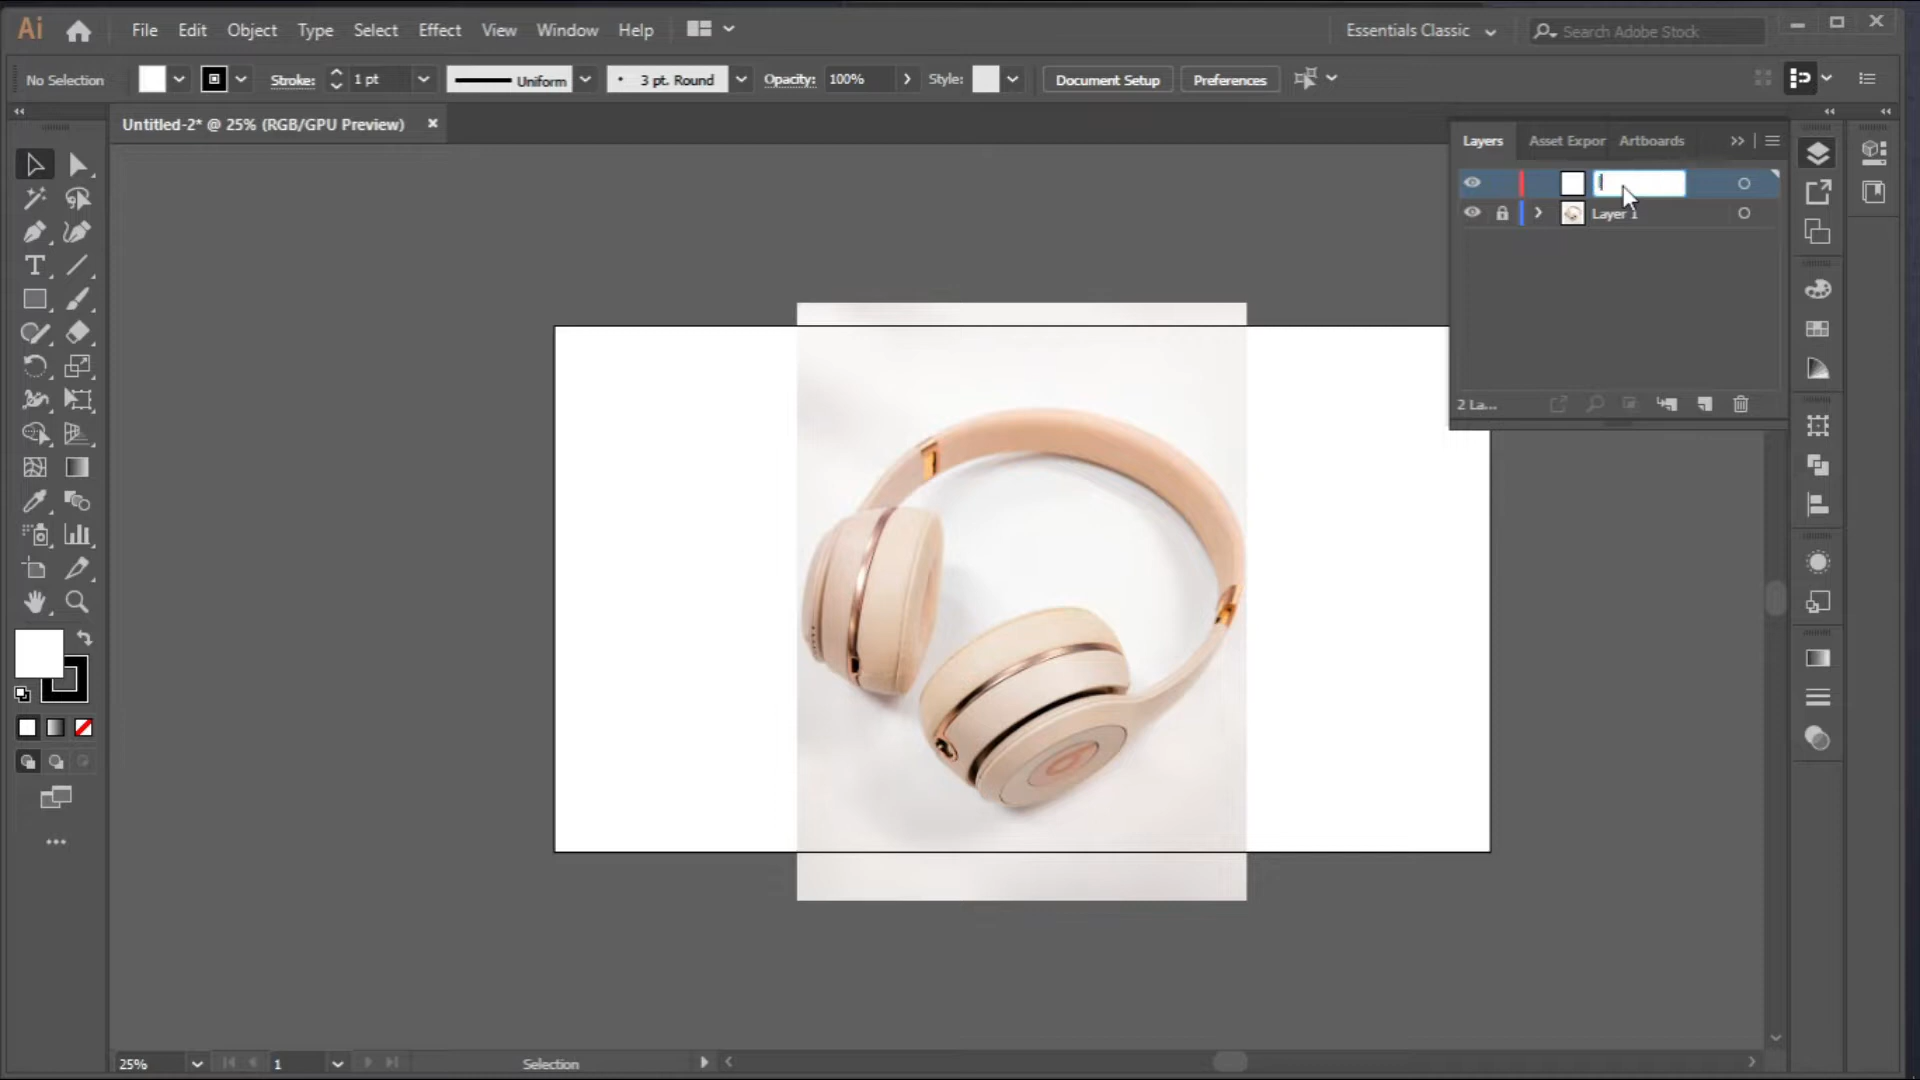 Ai File Edit Object Type Select Effect View Window Help Essentials Classic Search Adobe Stock
No Selection Stroke: 1 pt Uniform 3 pt. Round Opacity: 100% Style: Document Setup Preferences
Untitled-2* @ 25% (RGB/GPU Preview)
Layers Asset Expor Artboards
Layer 1
2 La...
25% 1 Selection